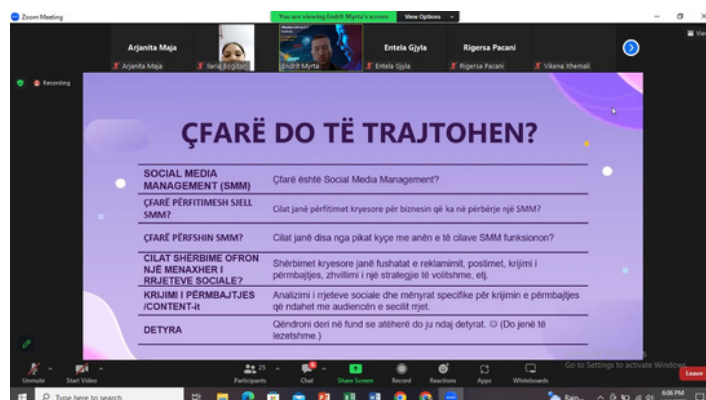 Zoom Meeting
You are viewing Endrit Myrta's screen
View Options
View
Arjanita Maja
Entela Gjyla
Rigersa Pacani
Arjanita Maja
Ilana Bogdani
Endrit Myrta
Entela Gjyla
Rigersa Pacani
Vikena Xhemali
Recording
ÇFARË DO TË TRAJTOHEN?
SOCIAL MEDIA
MANAGEMENT (SMM)
Çfarë është Social Media Management?
ÇFARË PËRFITIMESH SJELL
SMM?
Cilat janë përfitimet kryesore për biznesin që ka në përbërje një SMM?
ÇFARË PËRFSHIN SMM?
Cilat janë disa nga pikat kyçe me anën e të cilave SMM funksionon?
CILAT SHËRBIME OFRON
NJË MENAXHER I
RRJETEVE SOCIALE?
Shërbimet kryesore janë fushatat e reklamimit, postimet, krijimi i
përmbajtjes, zhvillimi i një strategjie të volitshme, etj.
KRIJIMI I PËRMBAJTJES
/CONTENT-it
Analizimi i rrjeteve sociale dhe mënyrat specifike për krijimin e përmbajtjes
që ndahet me audiencën e secilit rrjet.
DETYRA
Qëndroni deri në fund se atëherë do ju ndaj detyrat. ☺ (Do jenë të
lezetshme.)
Go to Settings to activate Windows.
Unmute
Start Video
25
Participants
Chat
Share Screen
Record
Reactions
Apps
Whiteboards
Leave
Type here to search
Rain...
6:06 PM